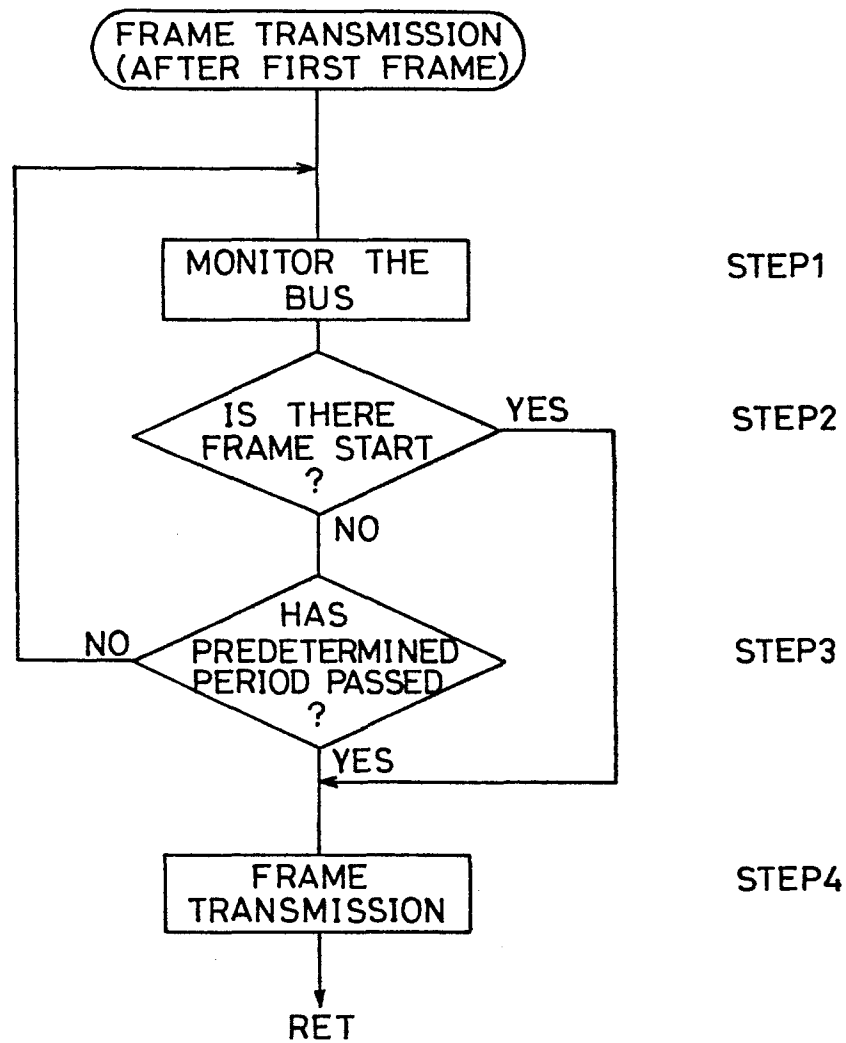 FRAME TRANSMISSION
(AFTER FIRST FRAME)
MONITOR THE
BUS
STEP1
IS THERE
FRAME START
?
YES
STEP2
NO
HAS
PREDETERMINED
PERIOD PASSED
?
NO
STEP3
YES
FRAME
TRANSMISSION
STEP4
RET